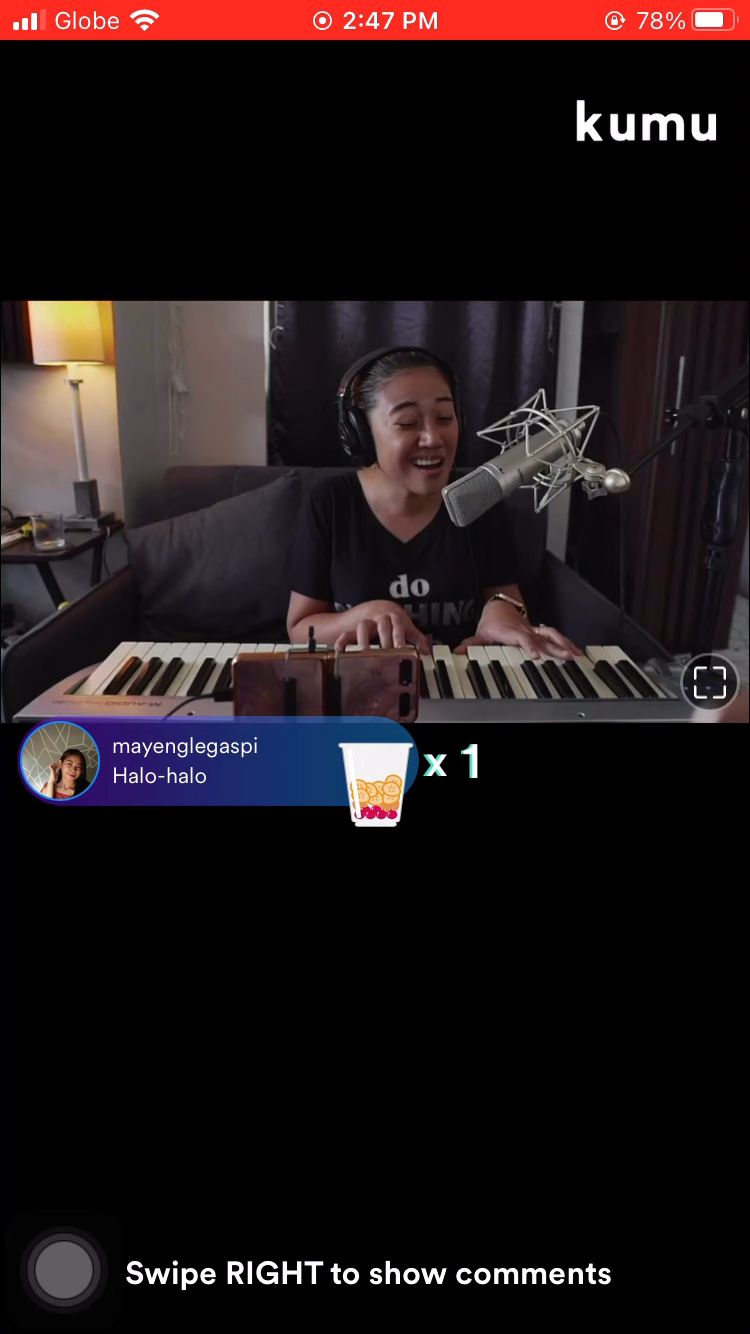 Globe 2:47 PM 78%
kumu
do
mayenglegaspi
Halo-halo
x 1
Swipe RIGHT to show comments